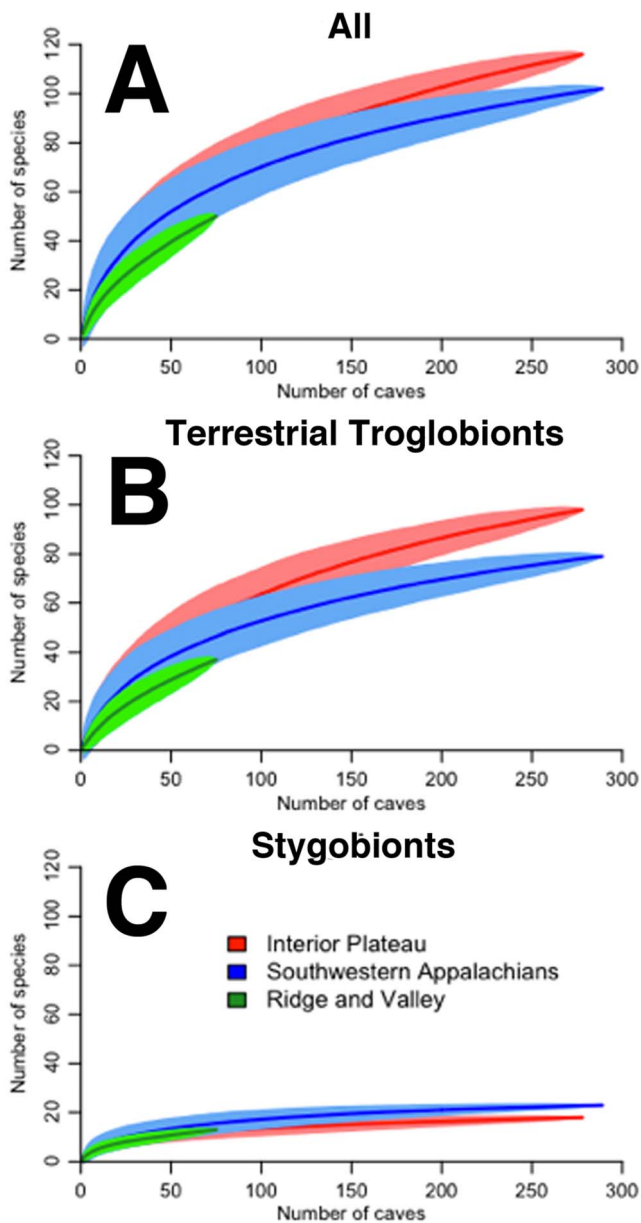 All
A
120
100
80
60
40
20
0
Number of species
0 50 100 150 200 250 300
Number of caves
Terrestrial Troglobionts
B
120
100
80
60
40
20
0
Number of species
0 50 100 150 200 250 300
Number of caves
Stygobionts
C
120
100
80
60
40
20
0
Number of species
Interior Plateau
Southwestern Appalachians
Ridge and Valley
0 50 100 150 200 250 300
Number of caves